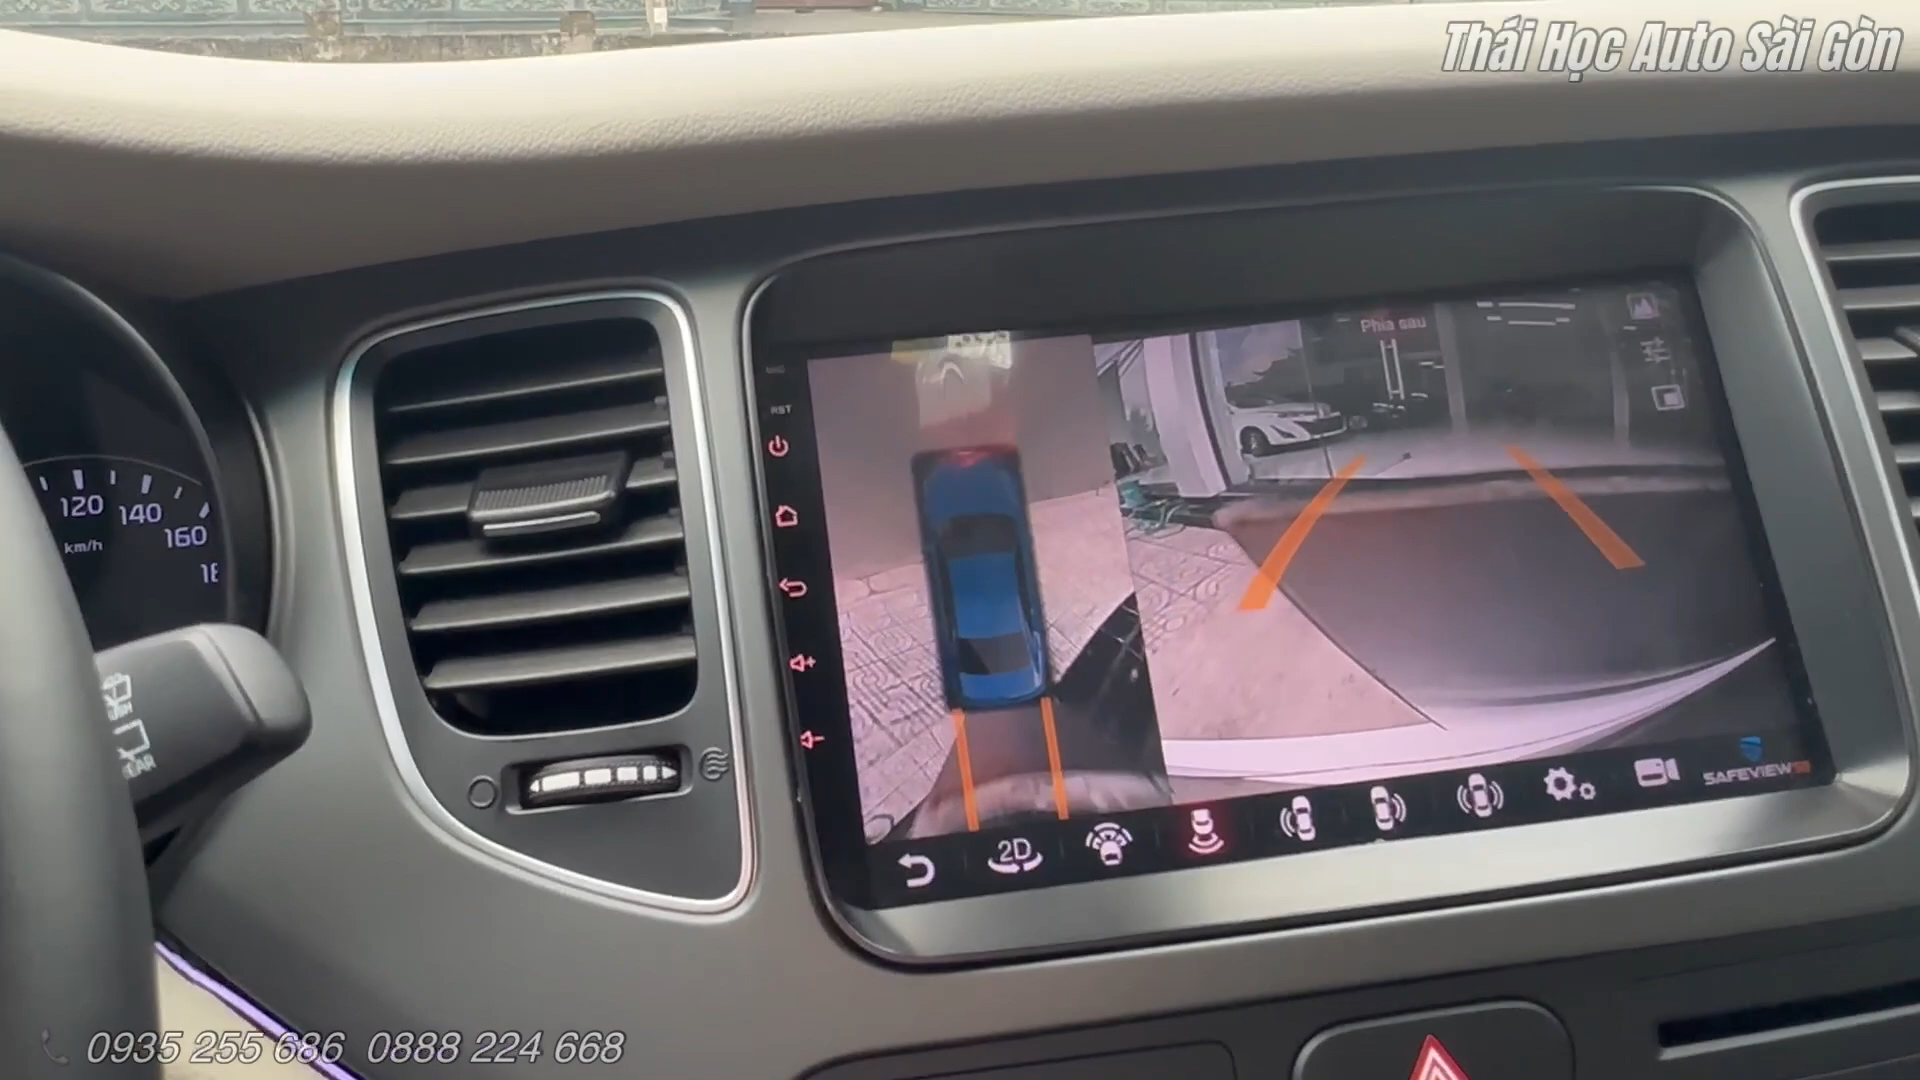 Thái Học Auto Sài Gòn
Phía sau
RST
120
140
160
km/h
2D
SAFEVIEW
REAR
0935 255 686 0888 224 668